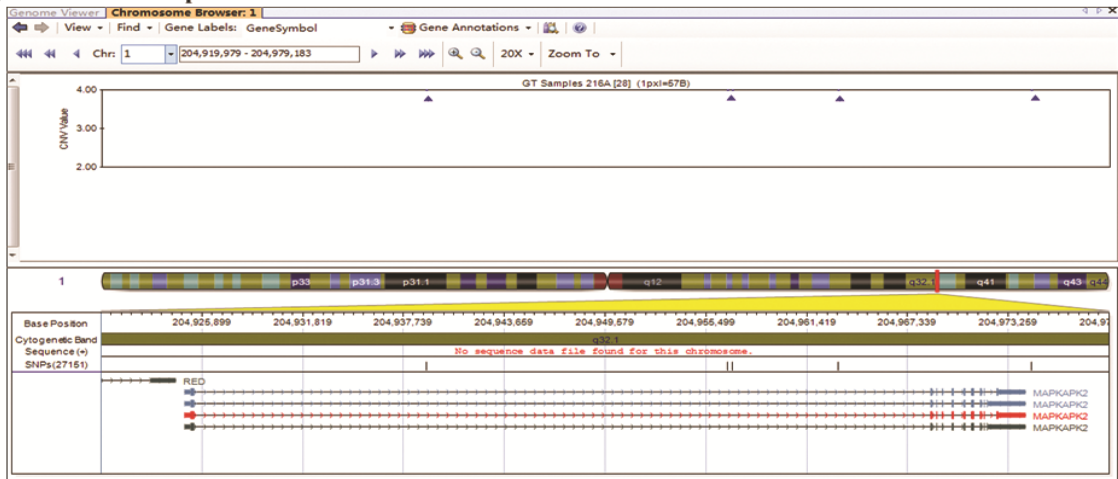 Genome Viewer Chromosome Browser: 1
View Find Gene Labels: GeneSymbol Gene Annotations
Chr: 1 204,919,979 - 204,979,183 20X Zoom To
GT Samples 216A [28] (1pxl=57B)
4.00
CNV Value
3.00
2.00
1 p33 p31.3 p31.1 q12 q32.1 q41 q43 q44
Base Position 204,925,899 204,931,819 204,937,739 204,943,659 204,949,579 204,955,499 204,961,419 204,967,339 204,973,259 204,97
Cytogenetic Band q32.1
Sequence (+) No sequence data file found for this chromosome.
SNPs(27151)
RED
MAPKAPK2
MAPKAPK2
MAPKAPK2
MAPKAPK2